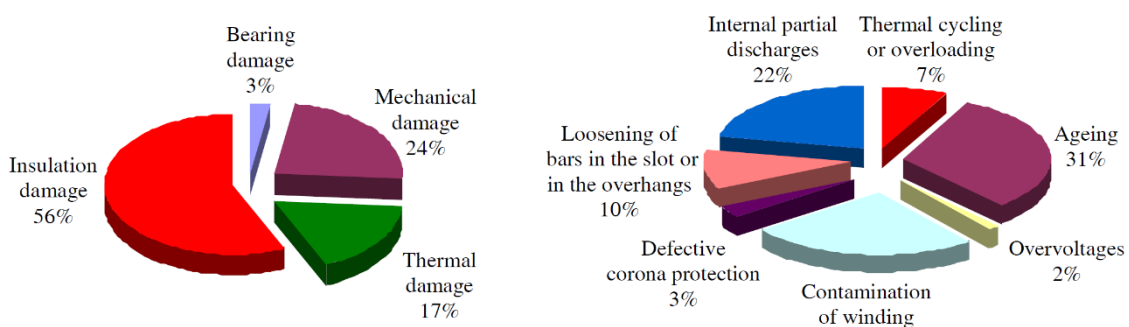 Bearing
damage
3%
Mechanical
damage
24%
Insulation
damage
56%
Thermal
damage
17%
Internal partial
discharges
22%
Thermal cycling
or overloading
7%
Loosening of
bars in the slot or
in the overhangs
10%
Ageing
31%
Defective
corona protection
3%
Overvoltages
2%
Contamination
of winding